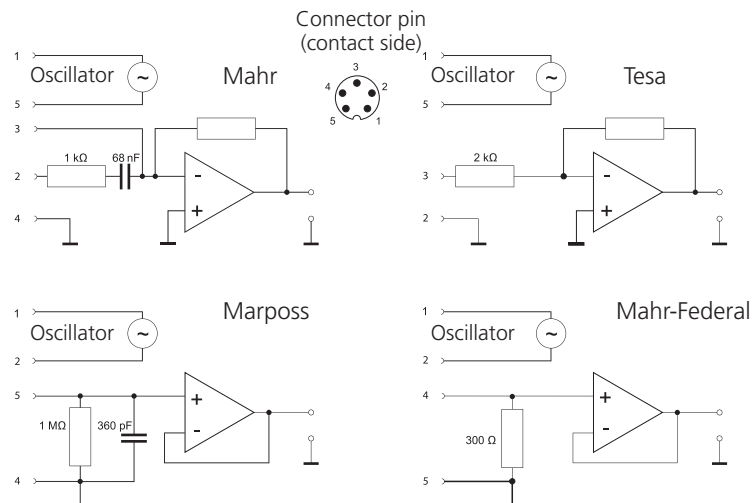 Connector pin
(contact side)
1
Oscillator
~
Mahr
5
3
1 kΩ
68 nF
2
4
-
+
3
4
2
5
1
1
Oscillator
~
Tesa
5
3
2 kΩ
2
-
+
1
Oscillator
~
Marposs
2
5
1 MΩ
360 pF
4
+
-
1
Oscillator
~
Mahr-Federal
2
4
300 Ω
5
+
-